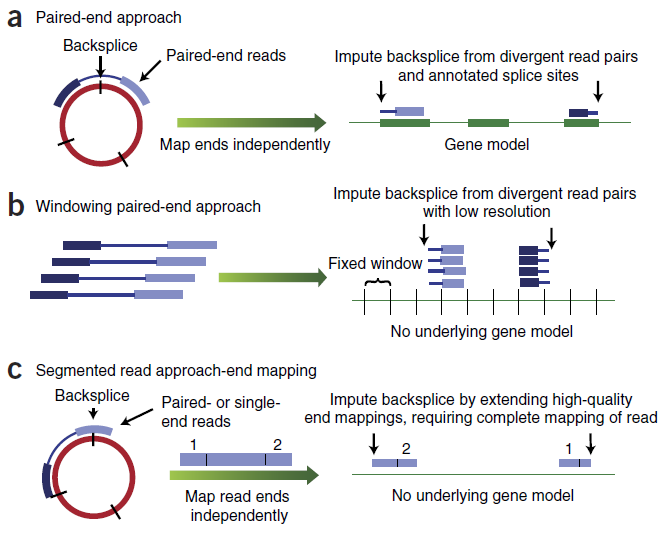 a Paired-end approach
Backsplice
Paired-end reads
Map ends independently
Impute backsplice from divergent read pairs
and annotated splice sites
Gene model
b Windowing paired-end approach
Impute backsplice from divergent read pairs
with low resolution
Fixed window
No underlying gene model
c Segmented read approach-end mapping
Backsplice
Paired- or single-
end reads
1 2
Map read ends
independently
Impute backsplice by extending high-quality
end mappings, requiring complete mapping of read
2 1
No underlying gene model